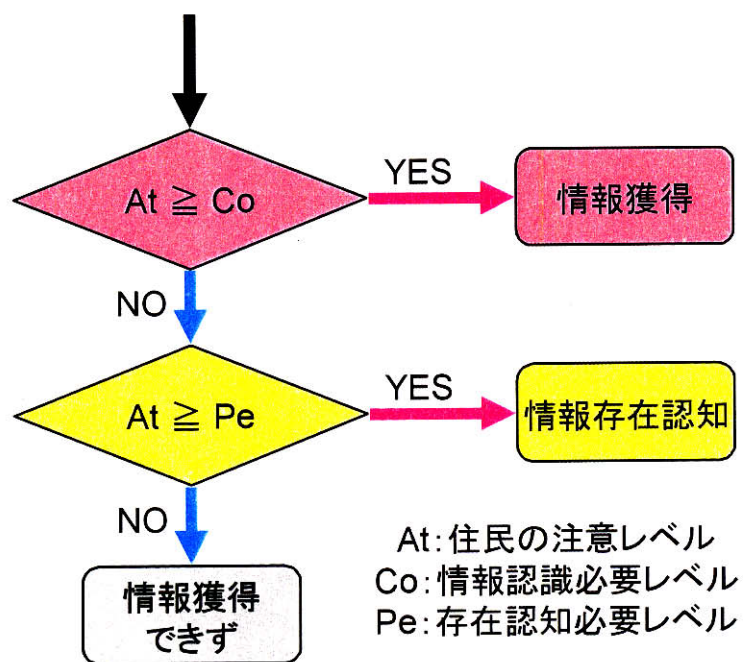 At ≧ Co
YES
情報獲得
NO
At ≧ Pe
YES
情報存在認知
NO
情報獲得
できず
At:住民の注意レベル
Co:情報認識必要レベル
Pe:存在認知必要レベル